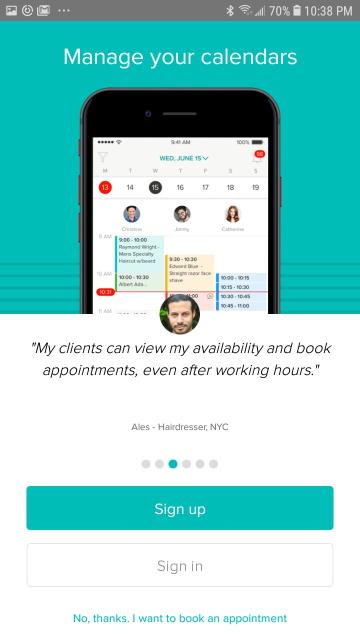 70% 10:38 PM
Manage your calendars
9:41 AM 100%
WED, JUNE 15
M T W T F S S
13 14 15 16 17 18 19
Christina Jonny Catherine
9 AM
9:00 - 10:00
Raymond Wright -
Mens Specialty
Haircut w/beard
9:30 - 10:30
Edward Blue -
Straight razor face
shave
10 AM
10:00 - 10:30
Albert Ada...
10:00 - 10:15
10:15 - 10:30
10:31
10:30 - 10:45
10:45 - 11:00
"My clients can view my availability and book
appointments, even after working hours."
Ales - Hairdresser, NYC
Sign up
Sign in
No, thanks. I want to book an appointment